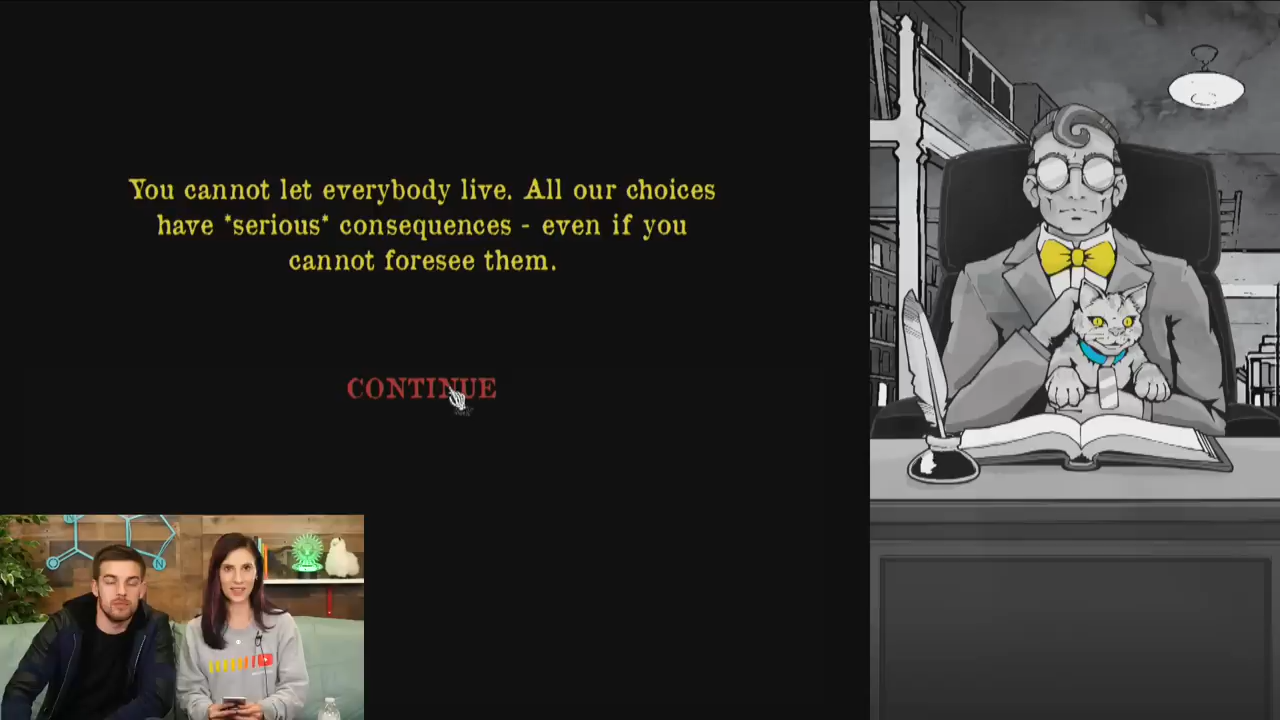 You cannot let everybody live. All our choices
have *serious* consequences - even if you
cannot foresee them.
CONTINUE